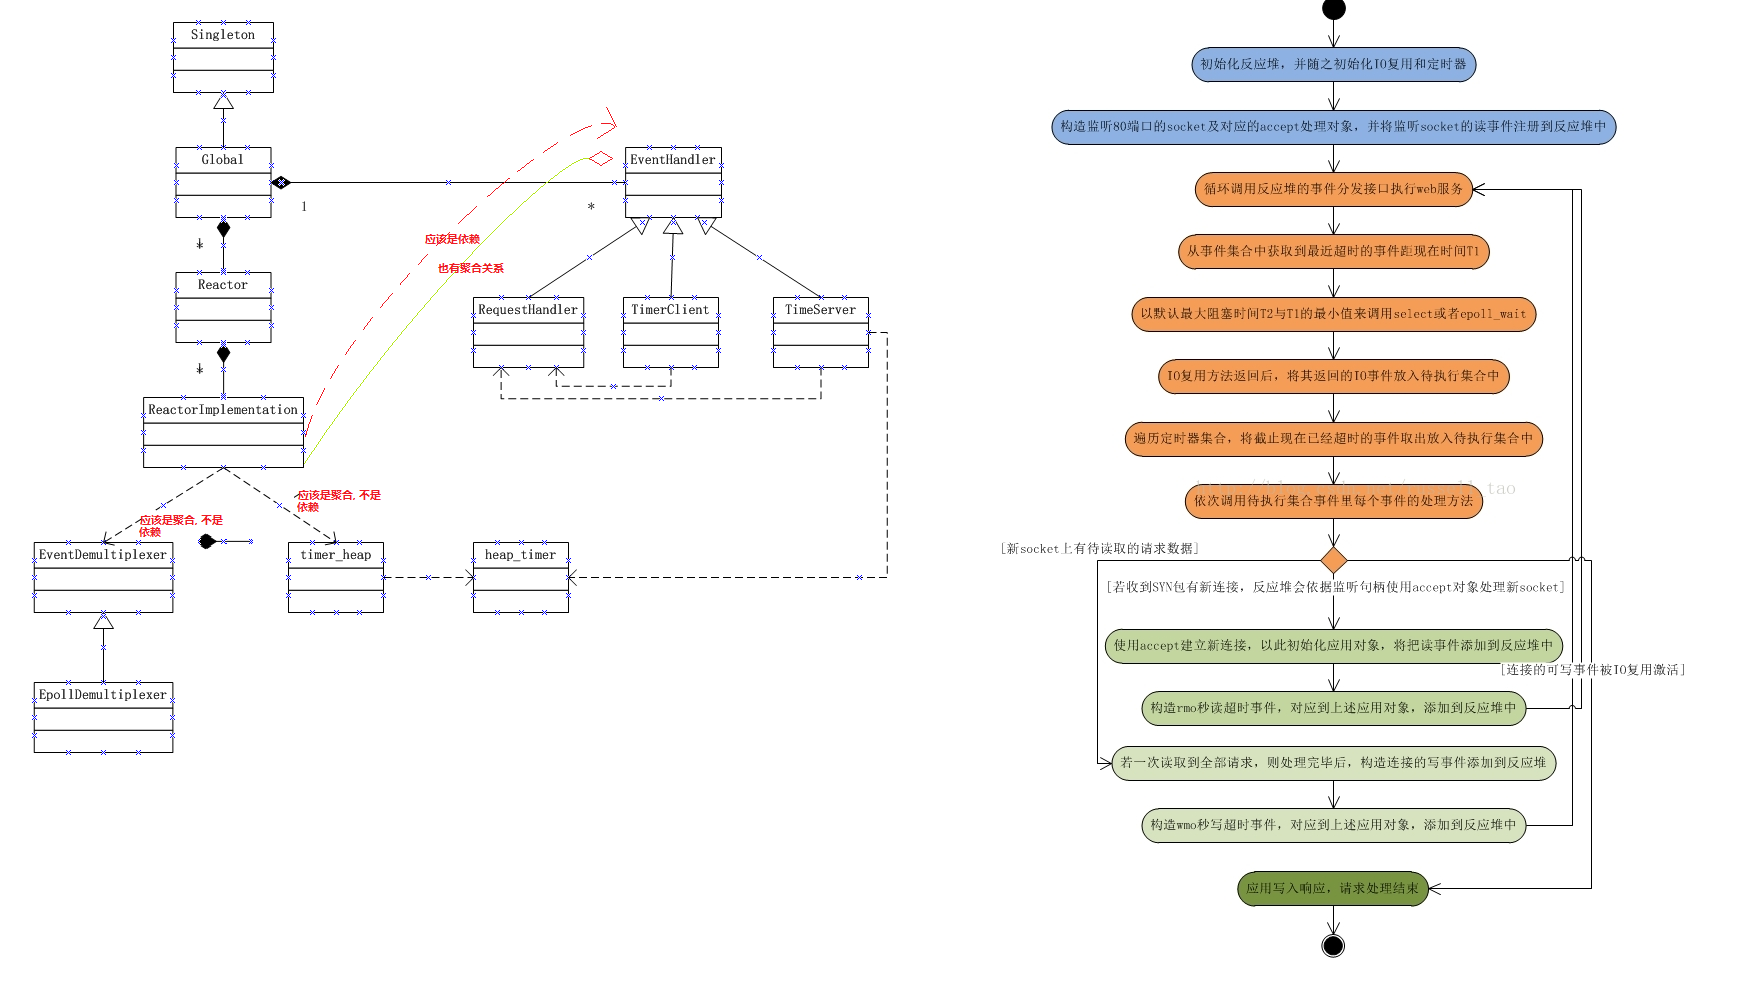 Singleton
Global
1
*
*
Reactor
*
ReactorImplementation
EventHandler
应该是依赖
也有聚合关系
RequestHandler
TimerClient
TimeServer
应该是聚合,不是
依赖
应该是聚合,不是
依赖
EventDemultiplexer
timer_heap
heap_timer
EpollDemultiplexer
初始化反应堆，并随之初始化IO复用和定时器
构造监听80端口的socket及对应的accept处理对象，并将监听socket的读事件注册到反应堆中
循环调用反应堆的事件分发接口执行web服务
从事件集合中获取到最近超时的事件距现在时间T1
以默认最大阻塞时间T2与T1的最小值来调用select或者epoll_wait
IO复用方法返回后，将其返回的IO事件放入待执行集合中
遍历定时器集合，将截止现在已经超时的事件取出放入待执行集合中
依次调用待执行集合事件里每个事件的处理方法
[新socket上有待读取的请求数据]
[若收到SYN包有新连接，反应堆会依据监听句柄使用accept对象处理新socket]
使用accept建立新连接，以此初始化应用对象，将把读事件添加到反应堆中
[连接的可写事件被IO复用激活]
构造rmo秒读超时事件，对应到上述应用对象，添加到反应堆中
若一次读取到全部请求，则处理完毕后，构造连接的写事件添加到反应堆
构造wmo秒写超时事件，对应到上述应用对象，添加到反应堆中
应用写入响应，请求处理结束